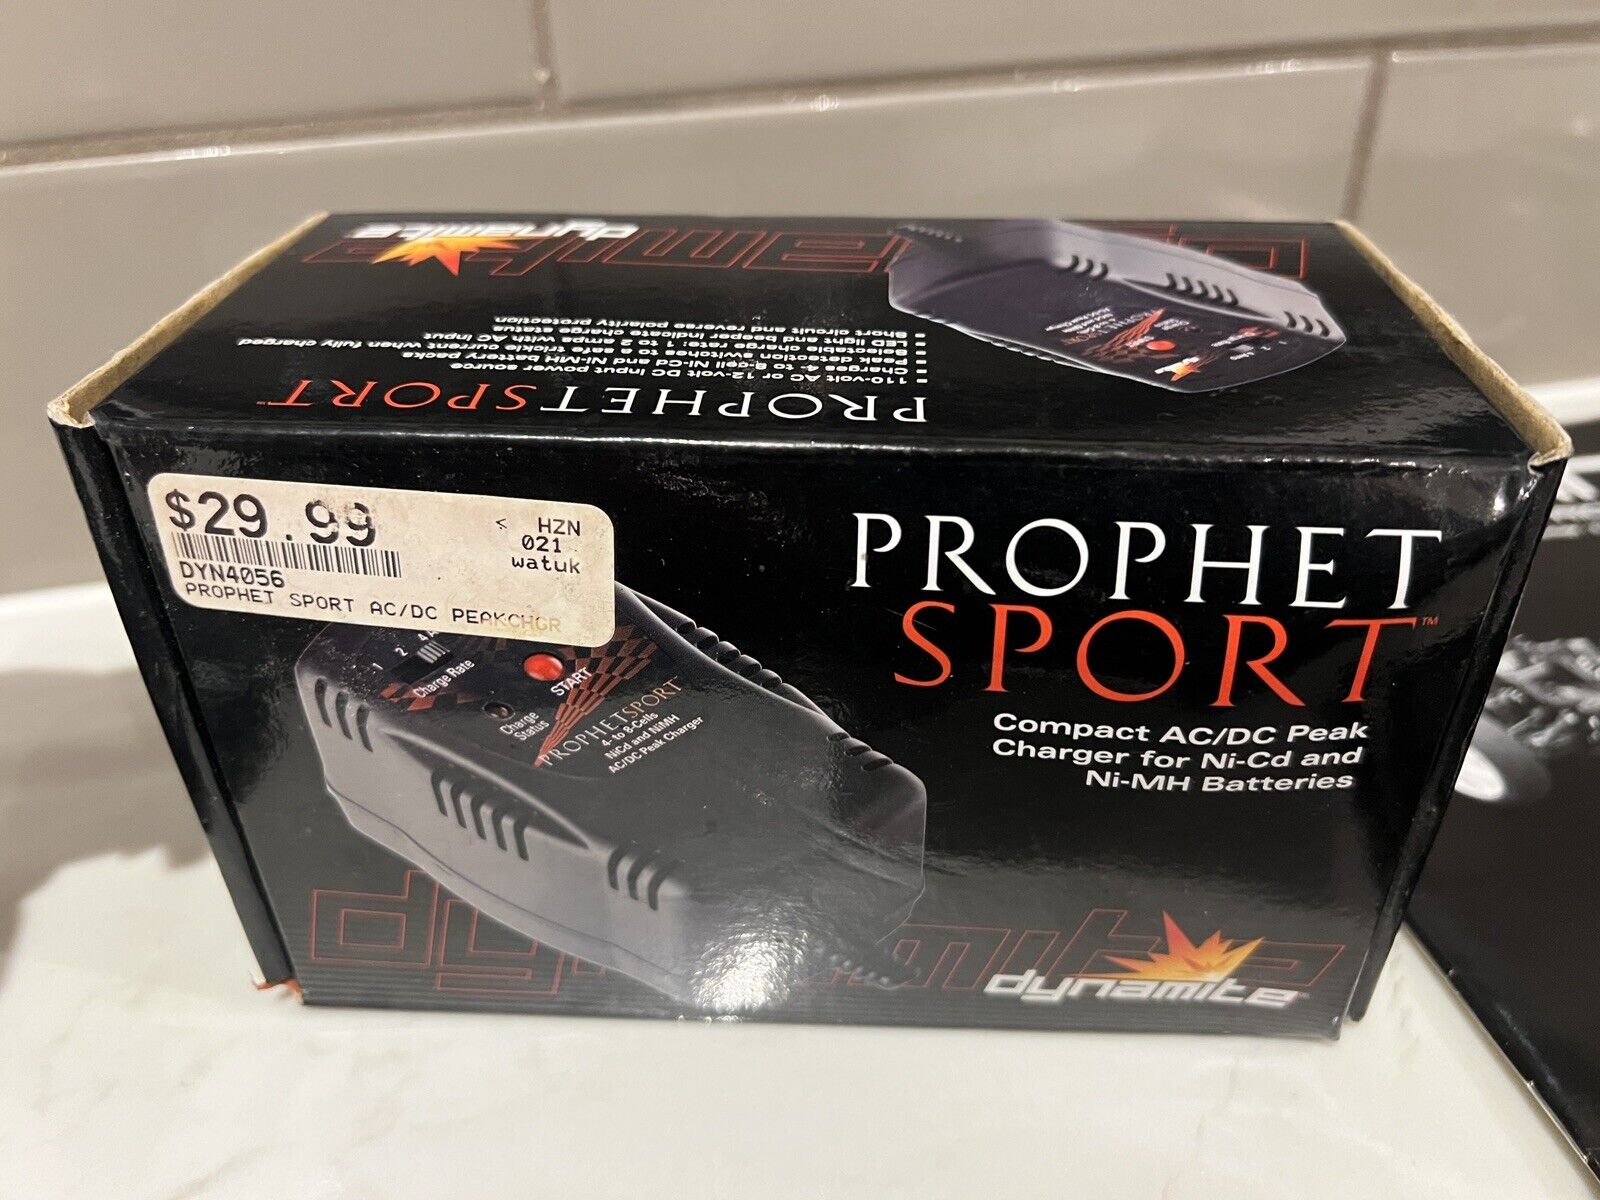 dynamite
PROPHETSPORT™
110-volt AC or 12-volt DC input power source
Charges 4- to 8-cell Ni-Cd and Ni-MH battery packs
Peak detection switches to a safe trickle current when fully charged
Selectable charge rate: 1 to 2 amps with AC input
LED light and beeper indicate charge status
Short circuit and reverse polarity protection
$29.99
< HZN
021
watuk
DYN4056
PROPHET SPORT AC/DC PEAKCHGR
PROPHET
SPORT™
Compact AC/DC Peak
Charger for Ni-Cd and
Ni-MH Batteries
1 2 4
Charge Rate
START
Charge
Status
PROPHETSPORT
4- to 8-Cells
NiCd and NiMH
AC/DC Peak Charger
dynamite